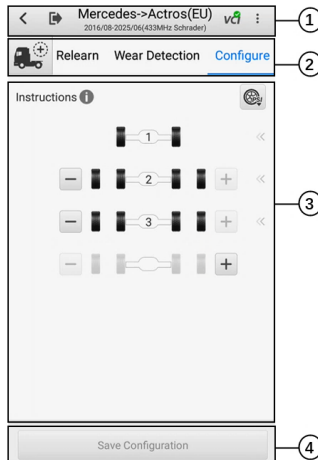 Mercedes->Actros(EU)
2016/08-2025/06(433MHz Schrader)
VCI
1
Relearn Wear Detection Configure
2
Instructions i
PSI
1
2
3
3
Save Configuration
4